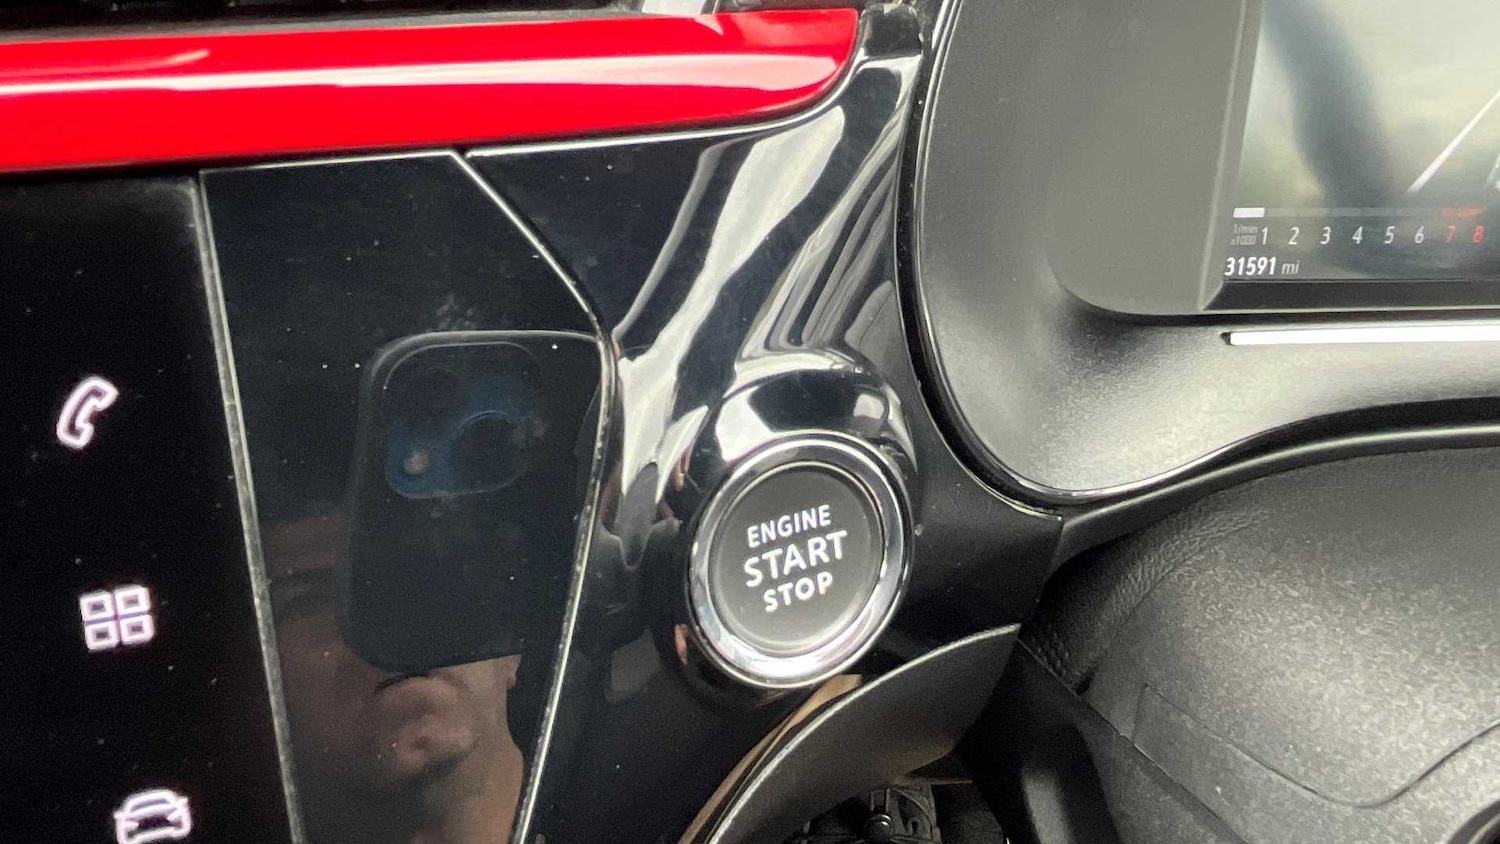 ENGINE
START
STOP
1/min
x1000
1 2 3 4 5 6 7 8
31591 mi